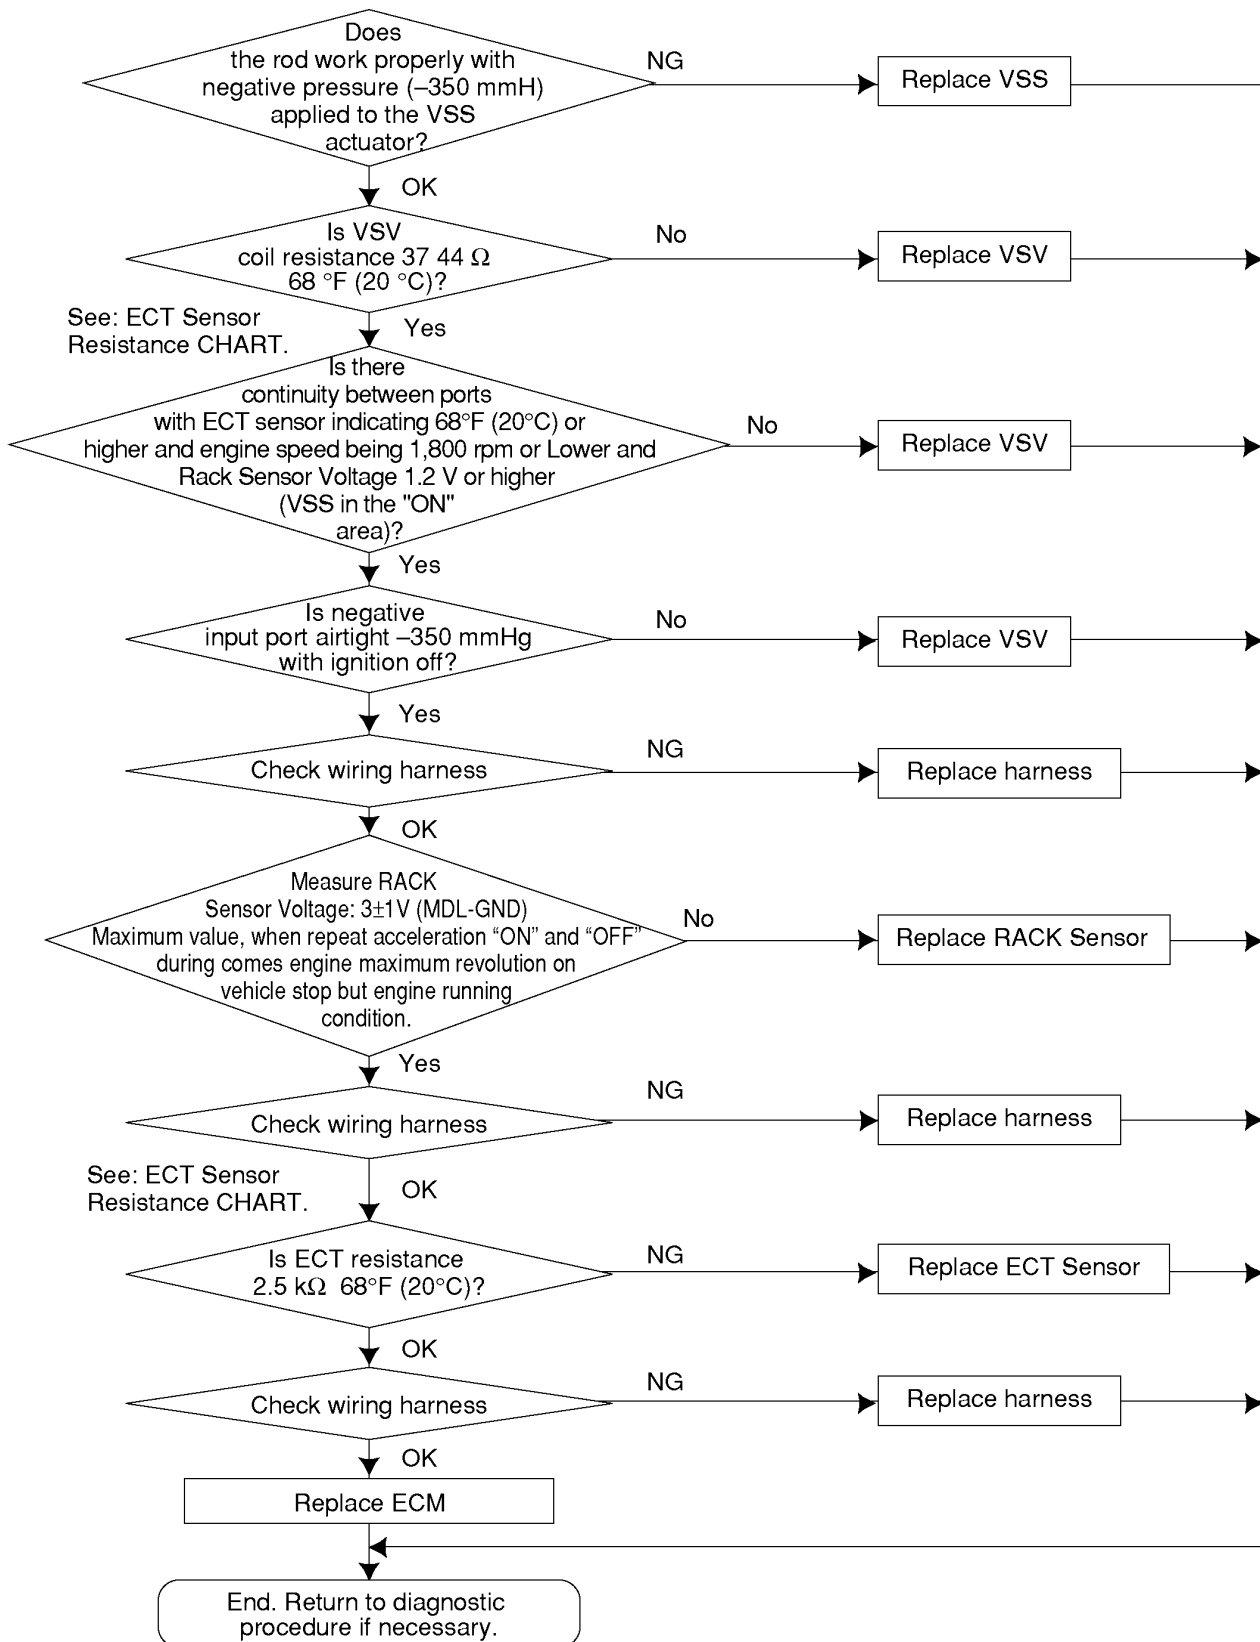 Does
the rod work properly with
negative pressure (–350 mmH)
applied to the VSS
actuator?
NG
Replace VSS
OK
Is VSV
coil resistance 37 44 Ω
68 °F (20 °C)?
No
Replace VSV
See: ECT Sensor
Resistance CHART.
Yes
Is there
continuity between ports
with ECT sensor indicating 68°F (20°C) or
higher and engine speed being 1,800 rpm or Lower and
Rack Sensor Voltage 1.2 V or higher
(VSS in the "ON"
area)?
No
Replace VSV
Yes
Is negative
input port airtight –350 mmHg
with ignition off?
No
Replace VSV
Yes
Check wiring harness
NG
Replace harness
OK
Measure RACK
Sensor Voltage: 3±1V (MDL-GND)
Maximum value, when repeat acceleration “ON” and “OFF”
during comes engine maximum revolution on
vehicle stop but engine running
condition.
No
Replace RACK Sensor
Yes
Check wiring harness
NG
Replace harness
See: ECT Sensor
Resistance CHART.
OK
Is ECT resistance
2.5 kΩ 68°F (20°C)?
NG
Replace ECT Sensor
OK
Check wiring harness
NG
Replace harness
OK
Replace ECM
End. Return to diagnostic
procedure if necessary.